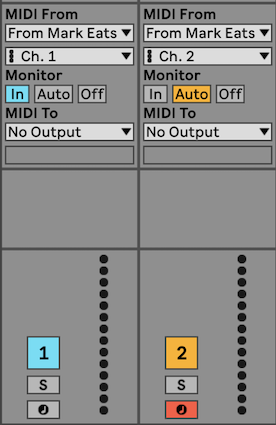 MIDI From
From Mark Eats
Ch. 1
Monitor
In Auto Off
MIDI To
No Output
1
S
MIDI From
From Mark Eats
Ch. 2
Monitor
In Auto Off
MIDI To
No Output
2
S